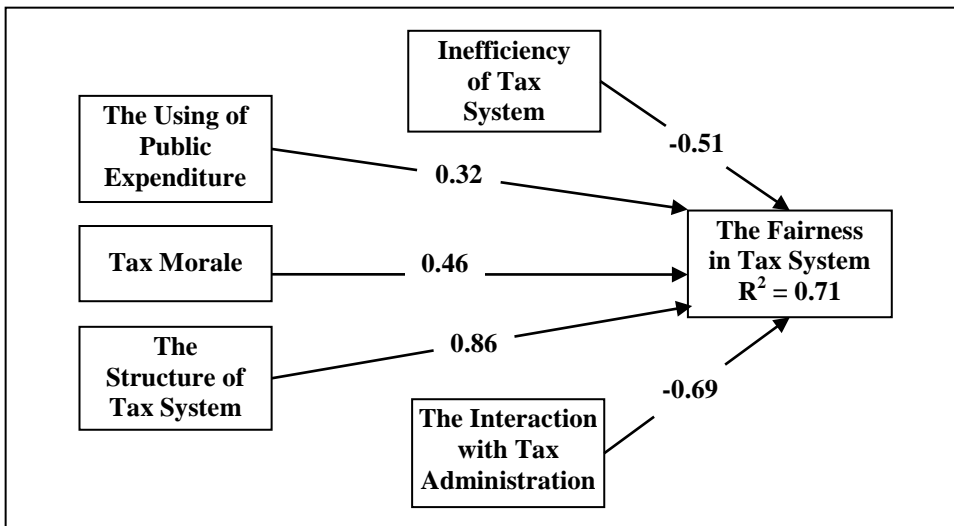 Inefficiency
of Tax
System
-0.51
The Using of
Public
Expenditure
0.32
Tax Morale
0.46
The
Structure of
Tax System
0.86
The Fairness
in Tax System
R² = 0.71
-0.69
The Interaction
with Tax
Administration